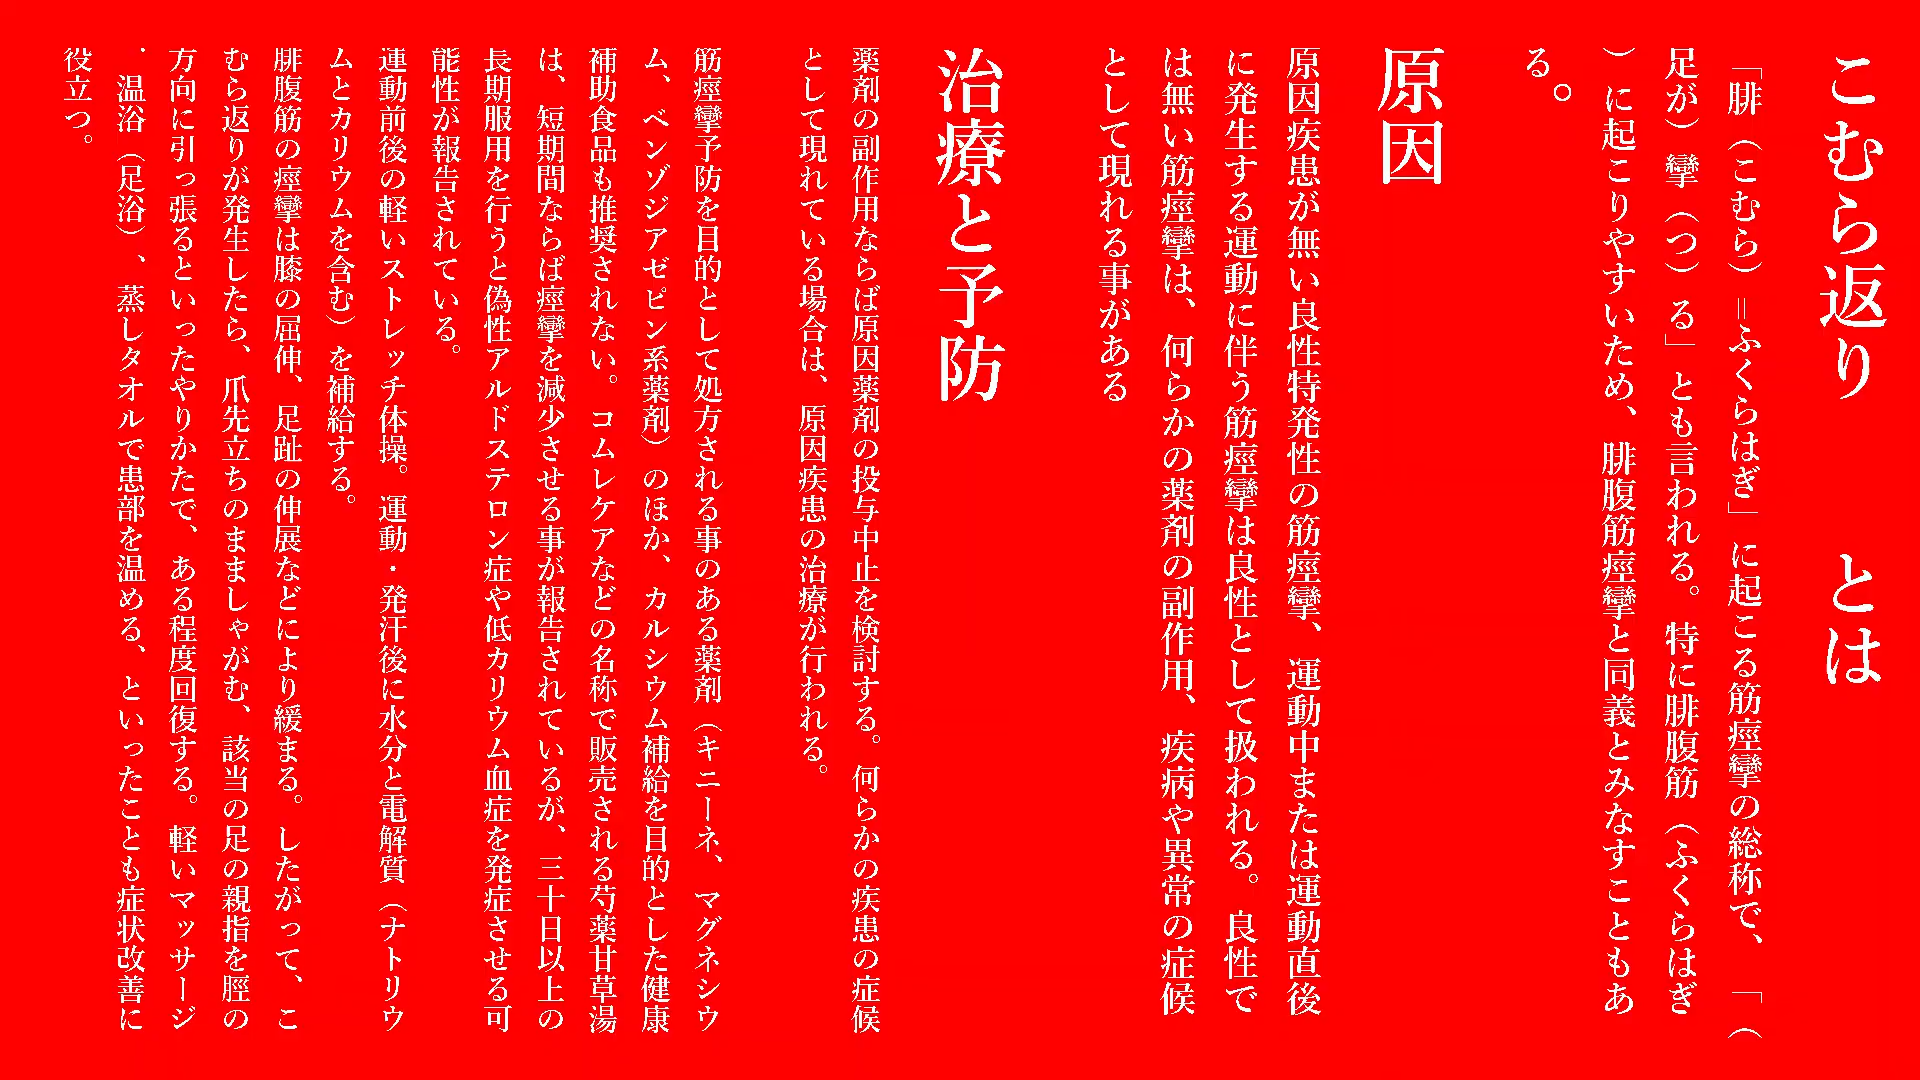 こむら返り　とは
「腓（こむら）＝ふくらはぎ」に起こる筋痙攣の総称で、「（
足が）攣（つ）る」とも言われる。特に腓腹筋（ふくらはぎ
）に起こりやすいため、腓腹筋痙攣と同義とみなすこともあ
る。
原因
原因疾患が無い良性特発性の筋痙攣、運動中または運動直後
に発生する運動に伴う筋痙攣は良性として扱われる。良性で
は無い筋痙攣は、何らかの薬剤の副作用、疾病や異常の症候
として現れる事がある
治療と予防
薬剤の副作用ならば原因薬剤の投与中止を検討する。何らかの疾患の症候
として現れている場合は、原因疾患の治療が行われる。
筋痙攣予防を目的として処方される事のある薬剤（キニーネ、マグネシウ
ム、ベンゾジアゼピン系薬剤）のほか、カルシウム補給を目的とした健康
補助食品も推奨されない。コムレケアなどの名称で販売される芍薬甘草湯
は、短期間ならば痙攣を減少させる事が報告されているが、三十日以上の
長期服用を行うと偽性アルドステロン症や低カリウム血症を発症させる可
能性が報告されている。
運動前後の軽いストレッチ体操。運動・発汗後に水分と電解質（ナトリウ
ムとカリウムを含む）を補給する。
腓腹筋の痙攣は膝の屈伸、足趾の伸展などにより緩まる。したがって、こ
むら返りが発生したら、爪先立ちのまましゃがむ、該当の足の親指を脛の
方向に引っ張るといったやりかたで、ある程度回復する。軽いマッサージ
、温浴（足浴）、蒸しタオルで患部を温める、といったことも症状改善に
役立つ。